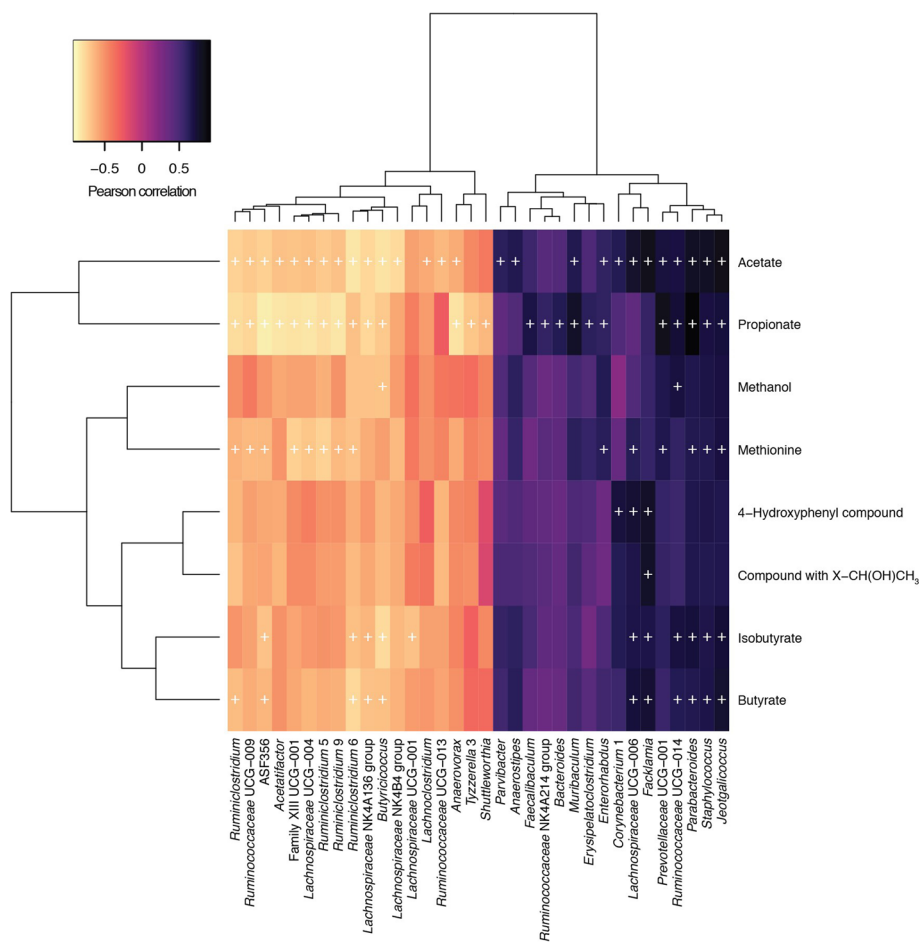 −0.5 0 0.5
Pearson correlation
+ + + + + + + + + + + + + + + + + + + + + + + + + + + Acetate
+ + + + + + + + + + + + + + + + + + + + + + + + Propionate
+ + Methanol
+ + + + + + + + + + + + + + Methionine
+ + + 4−Hydroxyphenyl compound
+ Compound with X−CH(OH)CH₃
+ + + + + + + + + + + Isobutyrate
+ + + + + + + + + + + Butyrate
Ruminiclostridium
Ruminococcaceae UCG−009
ASF356
Acetatifactor
Family XIII UCG−001
Lachnospiraceae UCG−004
Ruminiclostridium 5
Ruminiclostridium 9
Ruminiclostridium 6
Lachnospiraceae NK4A136 group
Butyricicoccus
Lachnospiraceae NK4B4 group
Lachnospiraceae UCG−001
Lachnoclostridium
Ruminococcaceae UCG−013
Anaerovorax
Tyzzerella 3
Shuttleworthia
Parvibacter
Anaerostipes
Faecalibaculum
Ruminococcaceae NK4A214 group
Bacteroides
Muribaculum
Erysipelatoclostridium
Enterorhabdus
Corynebacterium 1
Lachnospiraceae UCG−006
Facklamia
Prevotellaceae UCG−001
Ruminococcaceae UCG−014
Parabacteroides
Staphylococcus
Jeotgalicoccus